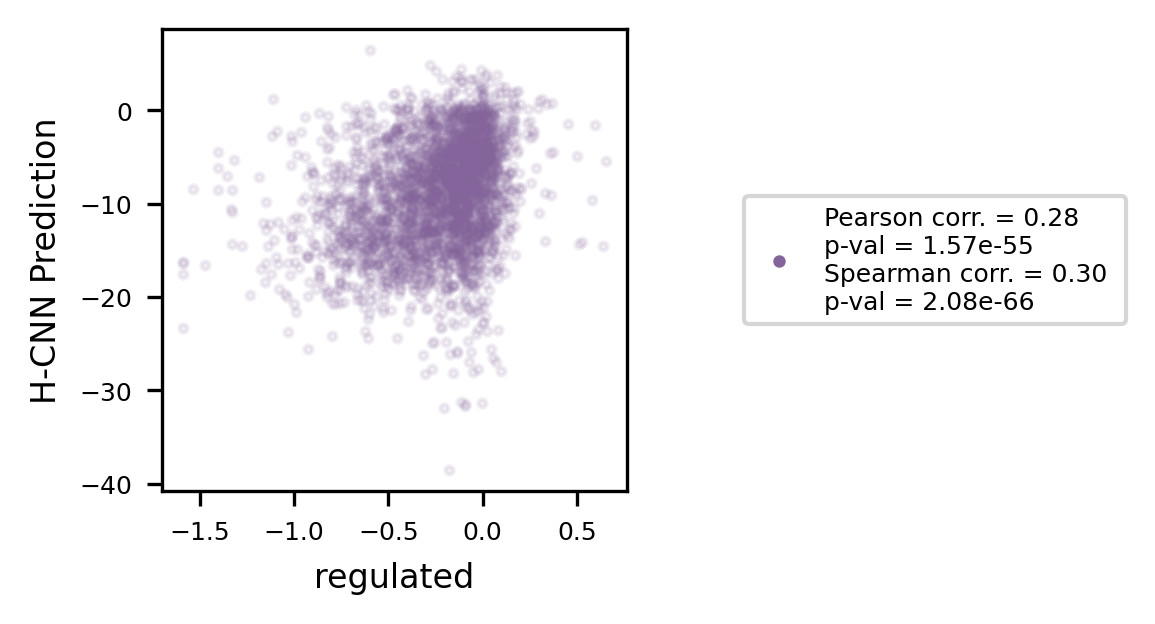 H-CNN Prediction
0
−10
−20
−30
−40
−1.5
−1.0
−0.5
0.0
0.5
regulated
Pearson corr. = 0.28
p-val = 1.57e-55
Spearman corr. = 0.30
p-val = 2.08e-66